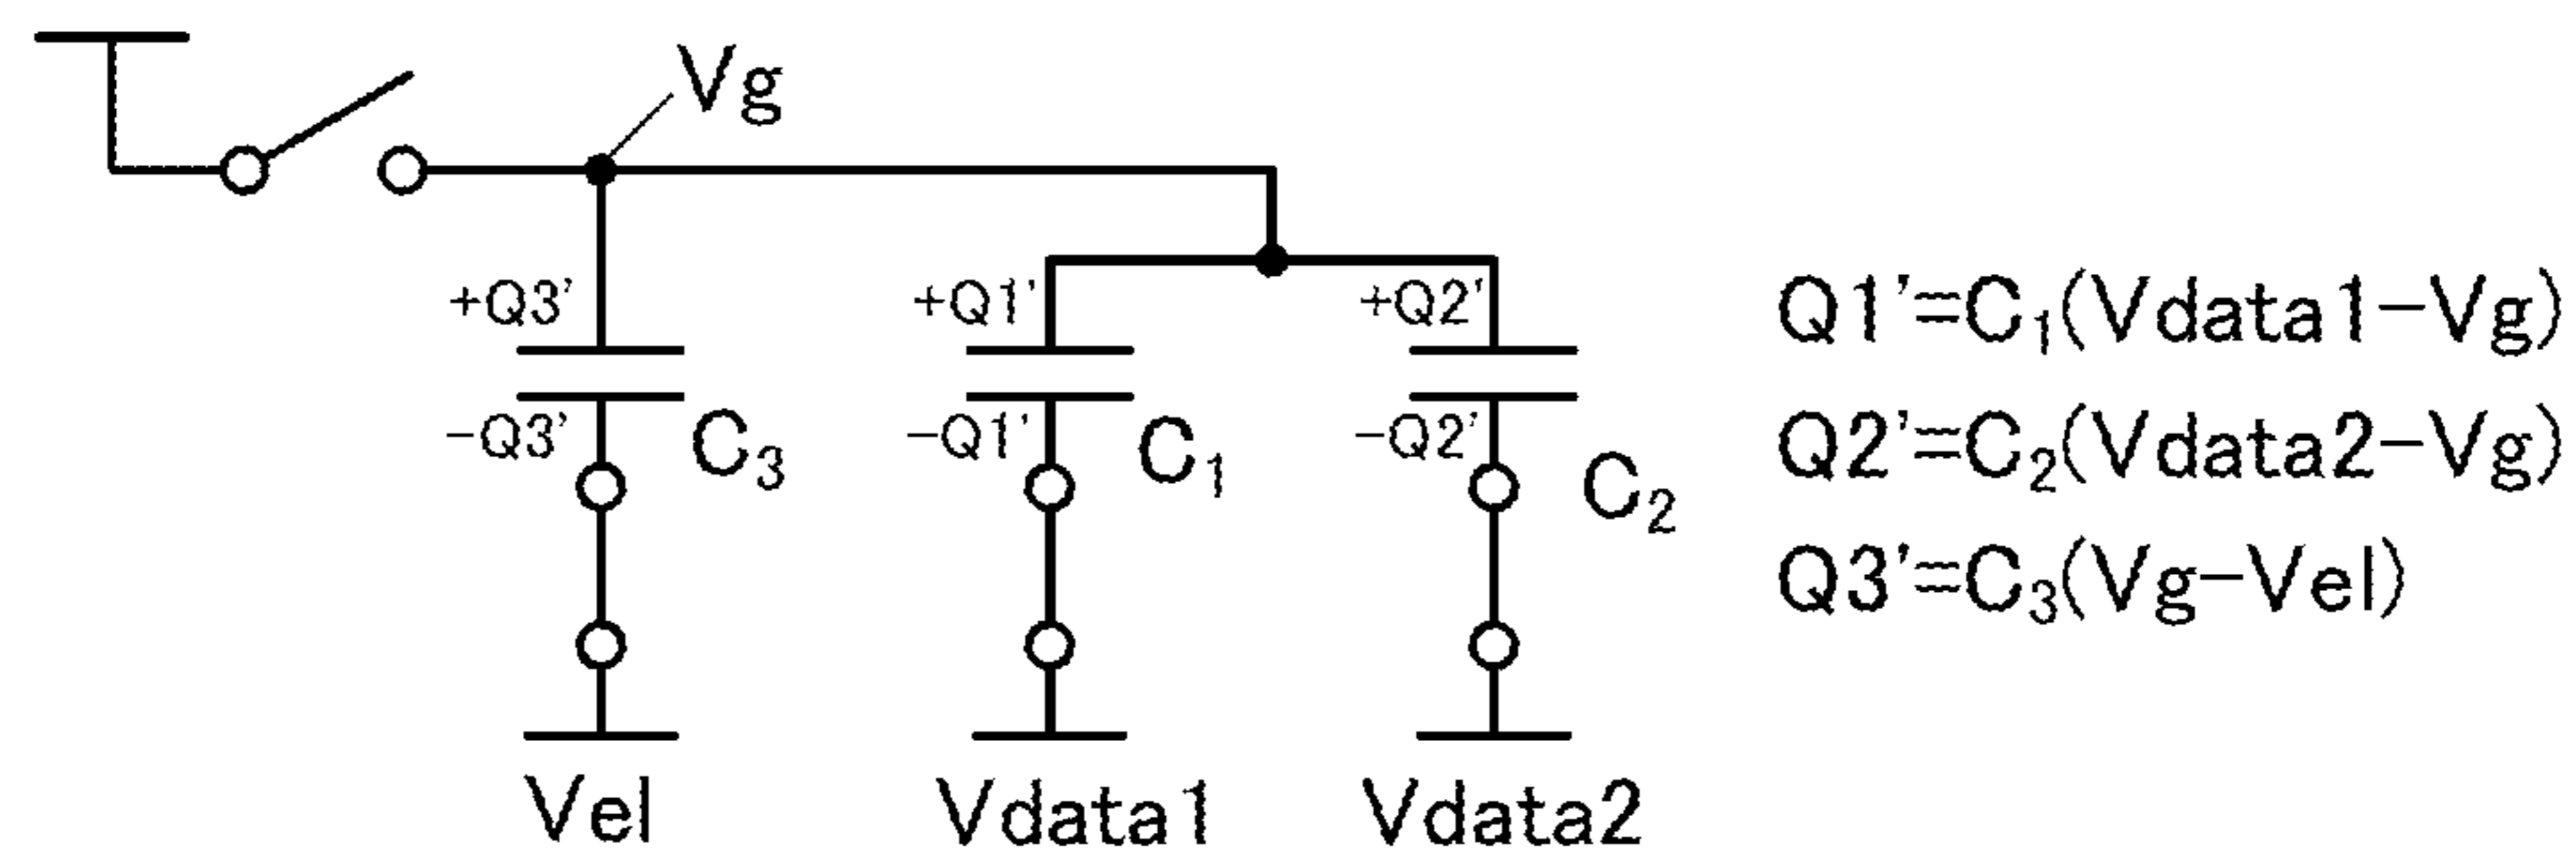 Vg
+Q3' +Q1' +Q2'
-Q3' C₃ -Q1' C₁ -Q2' C₂
Vel Vdata1 Vdata2
Q1'=C₁(Vdata1-Vg)
Q2'=C₂(Vdata2-Vg)
Q3'=C₃(Vg-Vel)